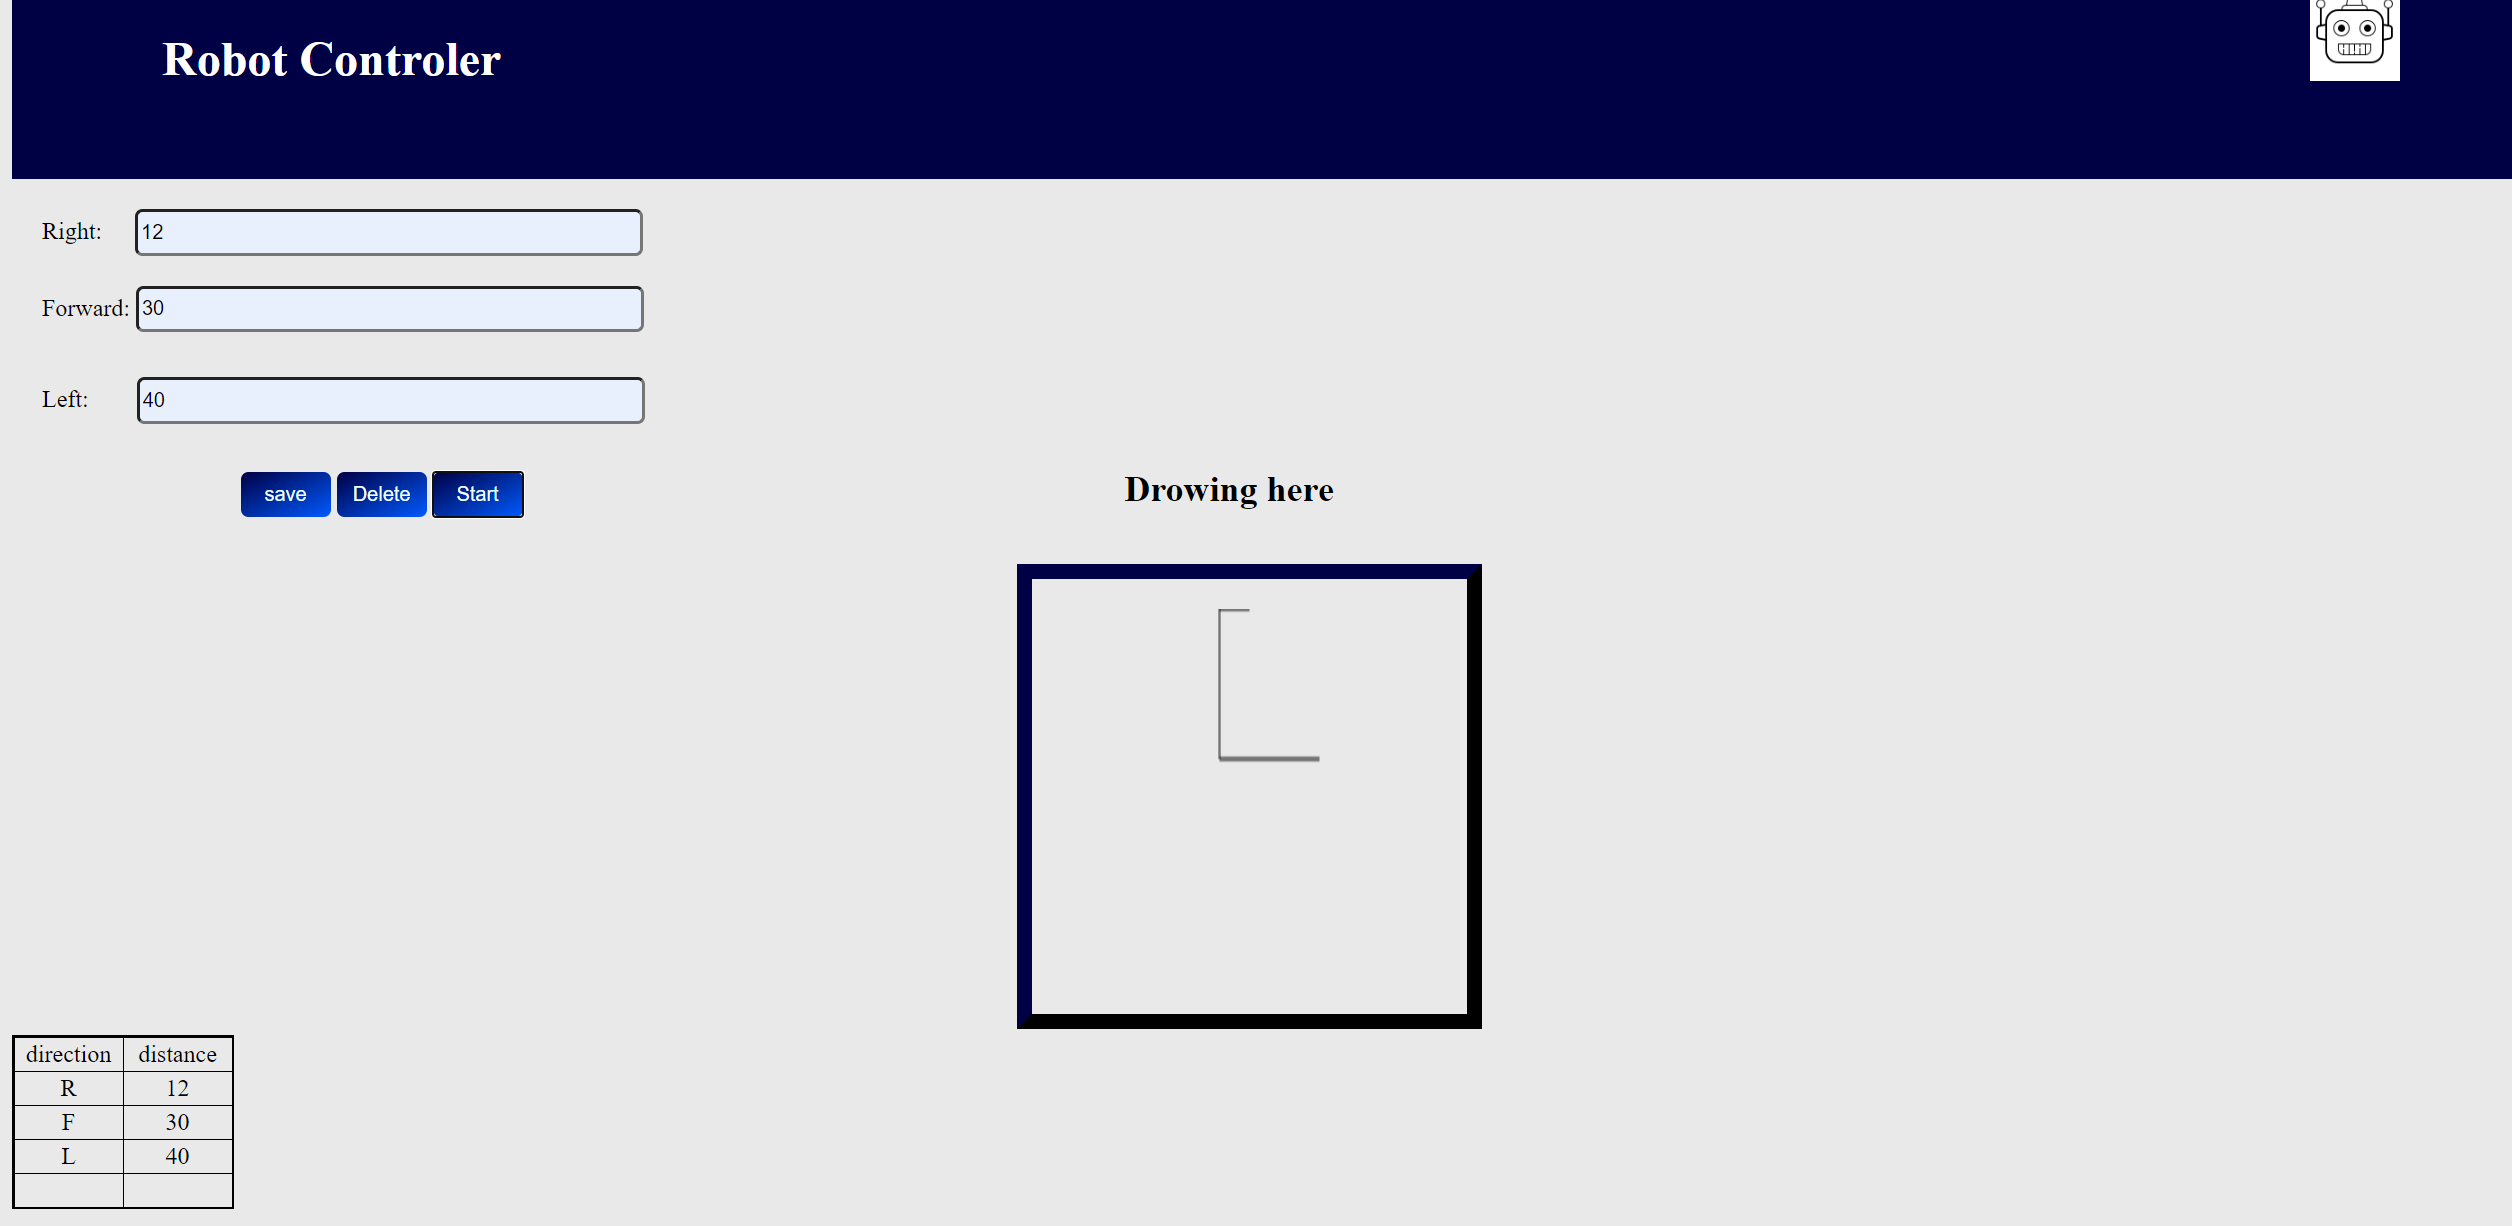 Robot Controler
Right: 12
Forward: 30
Left: 40
save Delete Start
Drowing here
direction distance
R 12
F 30
L 40